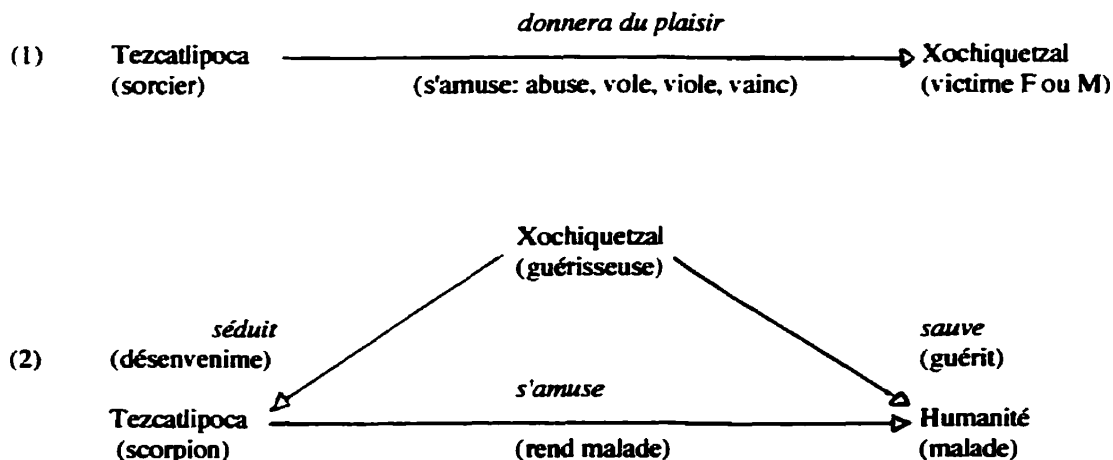 donnera du plaisir
(1) Tezcatlipoca Xochiquetzal
(sorcier) (s'amuse: abuse, vole, viole, vainc) (victime F ou M)
Xochiquetzal
(guérisseuse)
séduit sauve
(2) (désenvenime) (guérit)
s'amuse
Tezcatlipoca Humanité
(scorpion) (rend malade) (malade)